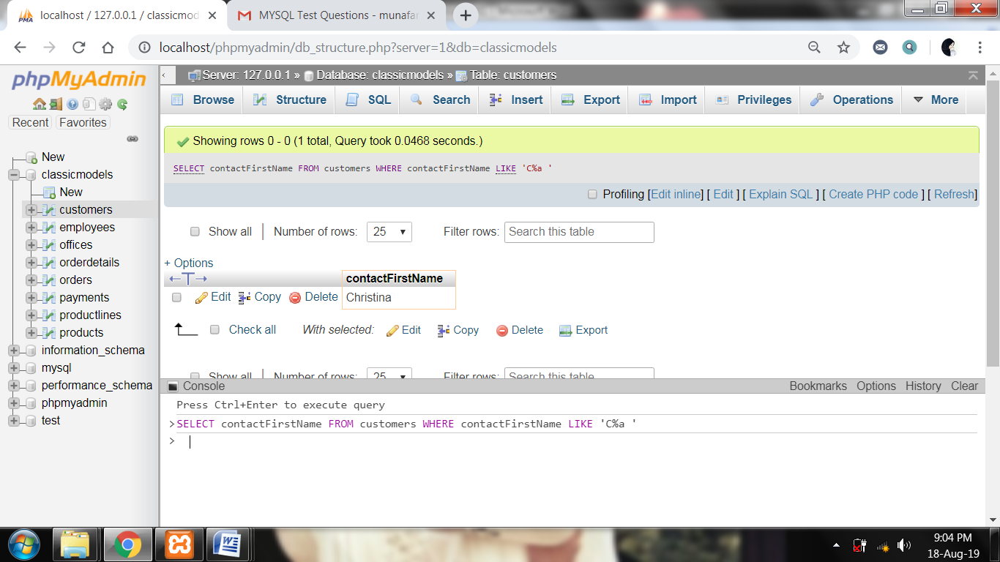 localhost / 127.0.0.1 / classicmod
MYSQL Test Questions - munafar
localhost/phpmyadmin/db_structure.php?server=1&db=classicmodels
phpMyAdmin
Recent Favorites
New
classicmodels
New
customers
employees
offices
orderdetails
orders
payments
productlines
products
information_schema
mysql
performance_schema
phpmyadmin
test
Server: 127.0.0.1 » Database: classicmodels » Table: customers
Browse Structure SQL Search Insert Export Import Privileges Operations More
Showing rows 0 - 0 (1 total, Query took 0.0468 seconds.)
SELECT contactFirstName FROM customers WHERE contactFirstName LIKE 'C%a '
Profiling [Edit inline] [ Edit ] [ Explain SQL ] [ Create PHP code ] [ Refresh]
Show all Number of rows: 25 Filter rows: Search this table
+ Options
←T→ contactFirstName
Edit Copy Delete Christina
Check all With selected: Edit Copy Delete Export
Show all Number of rows: 25 Filter rows: Search this table
Console Bookmarks Options History Clear
Press Ctrl+Enter to execute query
>SELECT contactFirstName FROM customers WHERE contactFirstName LIKE 'C%a '
>
9:04 PM
18-Aug-19